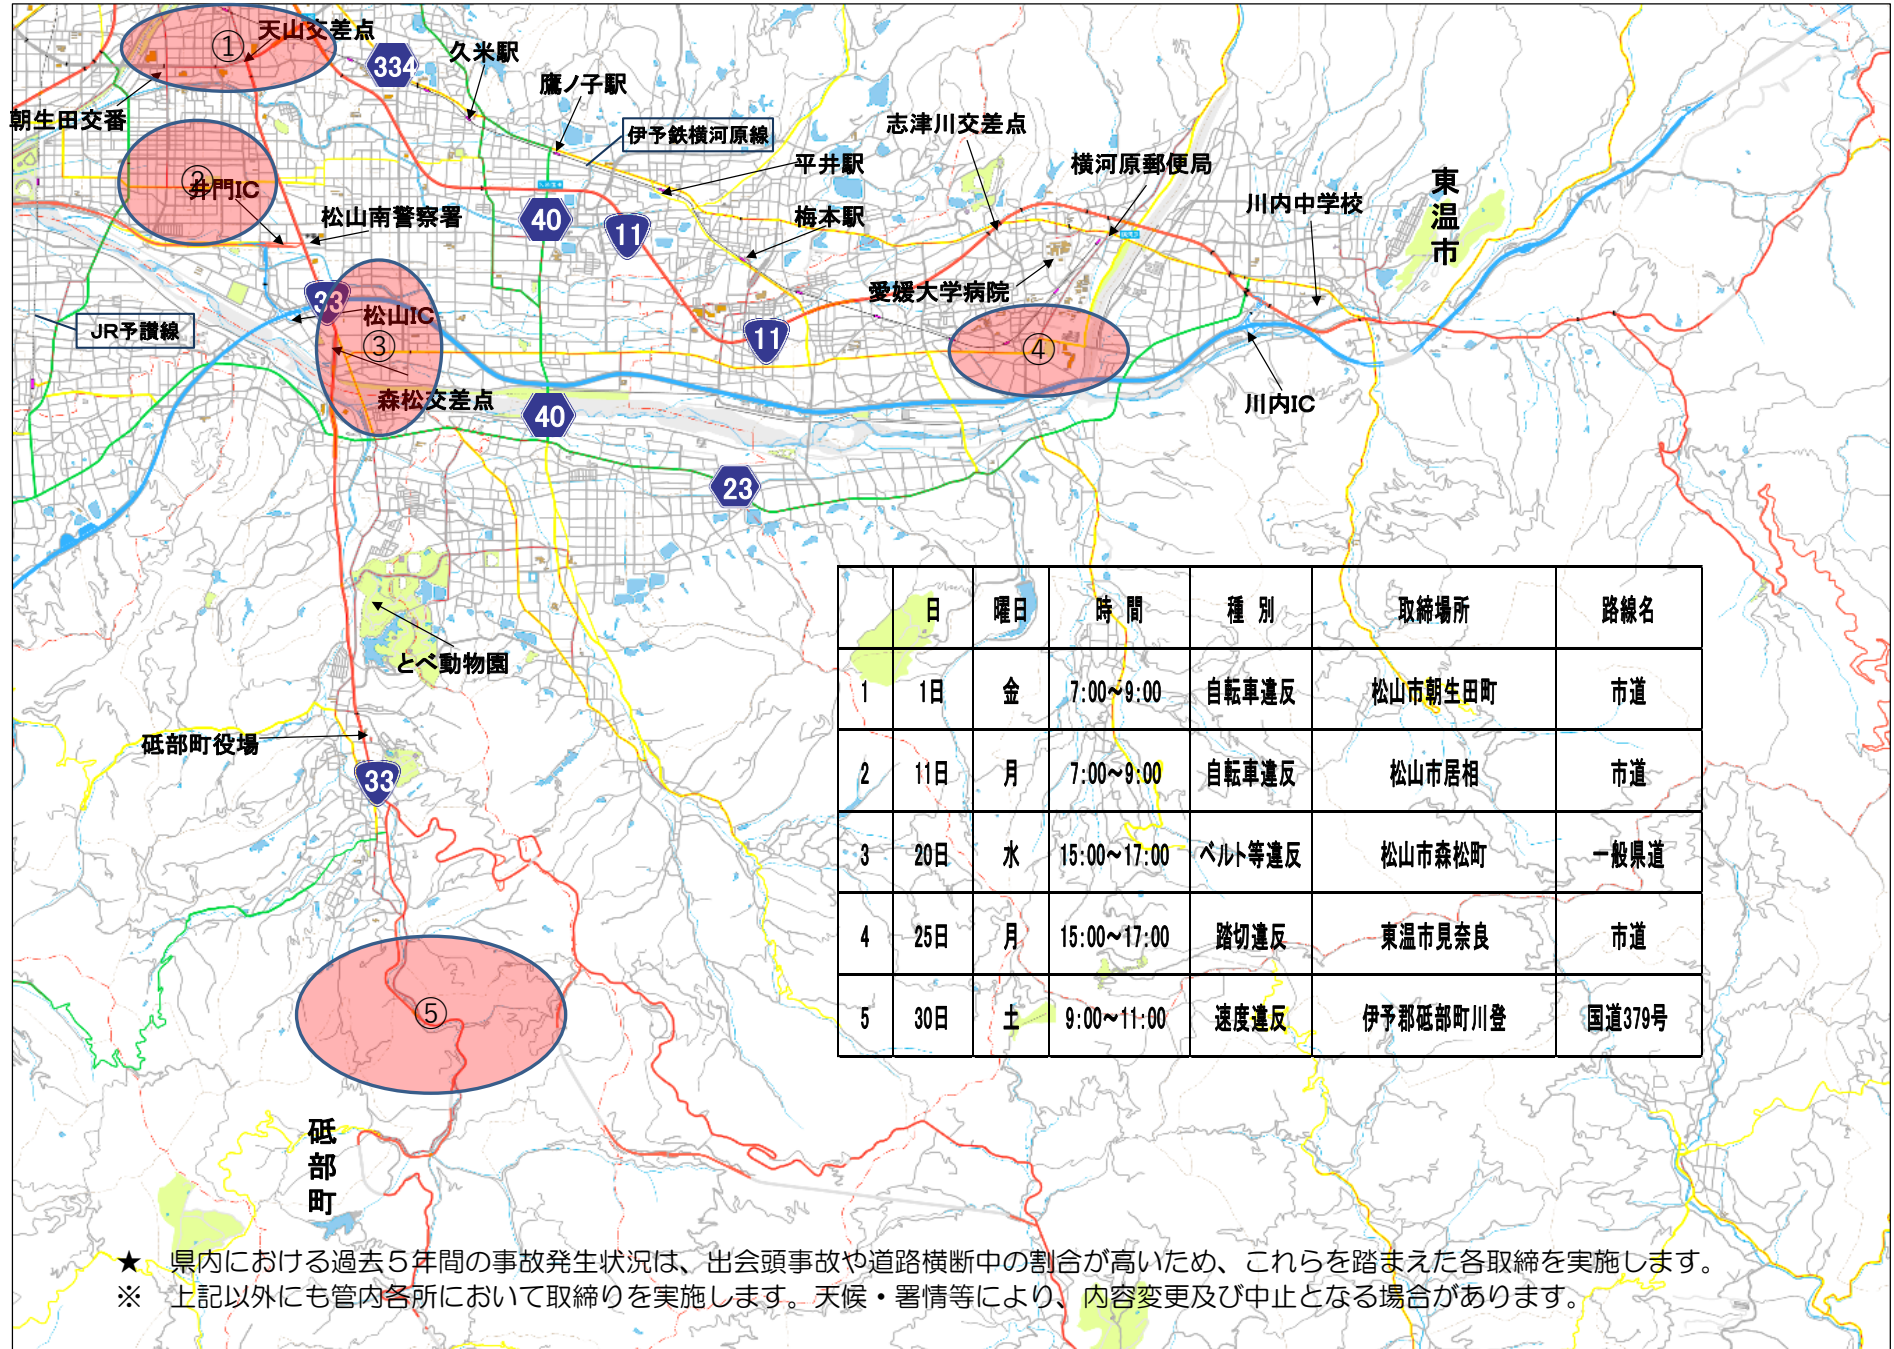 天山交差点
①
334
久米駅
鷹ノ子駅
朝生田交番
伊予鉄横河原線
志津川交差点
平井駅
横河原郵便局
②
井門IC
松山南警察署
40
11
梅本駅
川内中学校
東温市
愛媛大学病院
33
松山IC
JR予讃線
③
11
④
森松交差点
40
川内IC
23
とべ動物園
砥部町役場
33
⑤
砥部町
日 曜日 時 間 種 別 取締場所 路線名
1 1日 金 7:00～9:00 自転車違反 松山市朝生田町 市道
2 11日 月 7:00～9:00 自転車違反 松山市居相 市道
3 20日 水 15:00～17:00 ベルト等違反 松山市森松町 一般県道
4 25日 月 15:00～17:00 踏切違反 東温市見奈良 市道
5 30日 土 9:00～11:00 速度違反 伊予郡砥部町川登 国道379号
★ 県内における過去５年間の事故発生状況は、出会頭事故や道路横断中の割合が高いため、これらを踏まえた各取締を実施します。
※ 上記以外にも管内各所において取締りを実施します。天候・署情等により、内容変更及び中止となる場合があります。